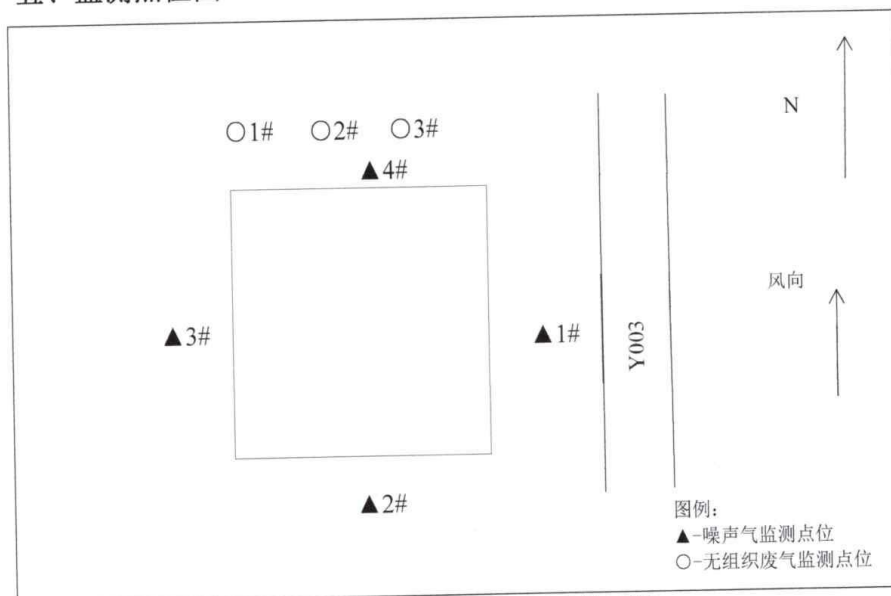 五、监测点位图
N
○1# ○2# ○3#
▲4#
风向
▲3#
▲1#
Y003
▲2#
图例：
▲-噪声气监测点位
○-无组织废气监测点位